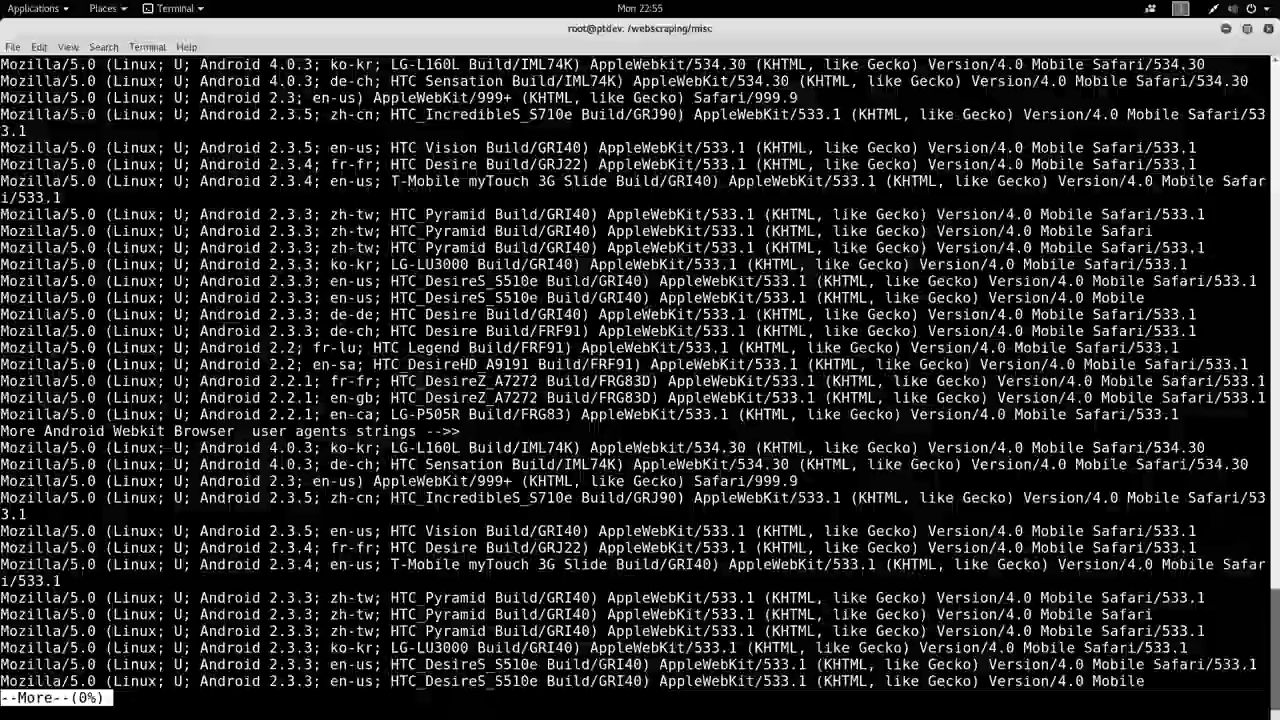 Applications Places Terminal Mon 22:55 1
root@ptdev: /webscraping/misc
File Edit View Search Terminal Help
Mozilla/5.0 (Linux; U; Android 4.0.3; ko-kr; LG-L160L Build/IML74K) AppleWebkit/534.30 (KHTML, like Gecko) Version/4.0 Mobile Safari/534.30
Mozilla/5.0 (Linux; U; Android 4.0.3; de-ch; HTC Sensation Build/IML74K) AppleWebKit/534.30 (KHTML, like Gecko) Version/4.0 Mobile Safari/534.30
Mozilla/5.0 (Linux; U; Android 2.3; en-us) AppleWebKit/999+ (KHTML, like Gecko) Safari/999.9
Mozilla/5.0 (Linux; U; Android 2.3.5; zh-cn; HTC_IncredibleS_S710e Build/GRJ90) AppleWebKit/533.1 (KHTML, like Gecko) Version/4.0 Mobile Safari/53
3.1
Mozilla/5.0 (Linux; U; Android 2.3.5; en-us; HTC Vision Build/GRI40) AppleWebKit/533.1 (KHTML, like Gecko) Version/4.0 Mobile Safari/533.1
Mozilla/5.0 (Linux; U; Android 2.3.4; fr-fr; HTC Desire Build/GRJ22) AppleWebKit/533.1 (KHTML, like Gecko) Version/4.0 Mobile Safari/533.1
Mozilla/5.0 (Linux; U; Android 2.3.4; en-us; T-Mobile myTouch 3G Slide Build/GRI40) AppleWebKit/533.1 (KHTML, like Gecko) Version/4.0 Mobile Safar
i/533.1
Mozilla/5.0 (Linux; U; Android 2.3.3; zh-tw; HTC_Pyramid Build/GRI40) AppleWebKit/533.1 (KHTML, like Gecko) Version/4.0 Mobile Safari/533.1
Mozilla/5.0 (Linux; U; Android 2.3.3; zh-tw; HTC_Pyramid Build/GRI40) AppleWebKit/533.1 (KHTML, like Gecko) Version/4.0 Mobile Safari
Mozilla/5.0 (Linux; U; Android 2.3.3; zh-tw; HTC Pyramid Build/GRI40) AppleWebKit/533.1 (KHTML, like Gecko) Version/4.0 Mobile Safari/533.1
Mozilla/5.0 (Linux; U; Android 2.3.3; ko-kr; LG-LU3000 Build/GRI40) AppleWebKit/533.1 (KHTML, like Gecko) Version/4.0 Mobile Safari/533.1
Mozilla/5.0 (Linux; U; Android 2.3.3; en-us; HTC_DesireS_S510e Build/GRI40) AppleWebKit/533.1 (KHTML, like Gecko) Version/4.0 Mobile Safari/533.1
Mozilla/5.0 (Linux; U; Android 2.3.3; en-us; HTC_DesireS_S510e Build/GRI40) AppleWebKit/533.1 (KHTML, like Gecko) Version/4.0 Mobile
Mozilla/5.0 (Linux; U; Android 2.3.3; de-de; HTC Desire Build/GRI40) AppleWebKit/533.1 (KHTML, like Gecko) Version/4.0 Mobile Safari/533.1
Mozilla/5.0 (Linux; U; Android 2.3.3; de-ch; HTC Desire Build/FRF91) AppleWebKit/533.1 (KHTML, like Gecko) Version/4.0 Mobile Safari/533.1
Mozilla/5.0 (Linux; U; Android 2.2; fr-lu; HTC Legend Build/FRF91) AppleWebKit/533.1 (KHTML, like Gecko) Version/4.0 Mobile Safari/533.1
Mozilla/5.0 (Linux; U; Android 2.2; en-sa; HTC_DesireHD_A9191 Build/FRF91) AppleWebKit/533.1 (KHTML, like Gecko) Version/4.0 Mobile Safari/533.1
Mozilla/5.0 (Linux; U; Android 2.2.1; fr-fr; HTC_DesireZ_A7272 Build/FRG83D) AppleWebKit/533.1 (KHTML, like Gecko) Version/4.0 Mobile Safari/533.1
Mozilla/5.0 (Linux; U; Android 2.2.1; en-gb; HTC_DesireZ_A7272 Build/FRG83D) AppleWebKit/533.1 (KHTML, like Gecko) Version/4.0 Mobile Safari/533.1
Mozilla/5.0 (Linux; U; Android 2.2.1; en-ca; LG-P505R Build/FRG83) AppleWebKit/533.1 (KHTML, like Gecko) Version/4.0 Mobile Safari/533.1
More Android Webkit Browser  user agents strings -->>
Mozilla/5.0 (Linux; U; Android 4.0.3; ko-kr; LG-L160L Build/IML74K) AppleWebkit/534.30 (KHTML, like Gecko) Version/4.0 Mobile Safari/534.30
Mozilla/5.0 (Linux; U; Android 4.0.3; de-ch; HTC Sensation Build/IML74K) AppleWebKit/534.30 (KHTML, like Gecko) Version/4.0 Mobile Safari/534.30
Mozilla/5.0 (Linux; U; Android 2.3; en-us) AppleWebKit/999+ (KHTML, like Gecko) Safari/999.9
Mozilla/5.0 (Linux; U; Android 2.3.5; zh-cn; HTC_IncredibleS_S710e Build/GRJ90) AppleWebKit/533.1 (KHTML, like Gecko) Version/4.0 Mobile Safari/53
3.1
Mozilla/5.0 (Linux; U; Android 2.3.5; en-us; HTC Vision Build/GRI40) AppleWebKit/533.1 (KHTML, like Gecko) Version/4.0 Mobile Safari/533.1
Mozilla/5.0 (Linux; U; Android 2.3.4; fr-fr; HTC Desire Build/GRJ22) AppleWebKit/533.1 (KHTML, like Gecko) Version/4.0 Mobile Safari/533.1
Mozilla/5.0 (Linux; U; Android 2.3.4; en-us; T-Mobile myTouch 3G Slide Build/GRI40) AppleWebKit/533.1 (KHTML, like Gecko) Version/4.0 Mobile Safar
i/533.1
Mozilla/5.0 (Linux; U; Android 2.3.3; zh-tw; HTC_Pyramid Build/GRI40) AppleWebKit/533.1 (KHTML, like Gecko) Version/4.0 Mobile Safari/533.1
Mozilla/5.0 (Linux; U; Android 2.3.3; zh-tw; HTC_Pyramid Build/GRI40) AppleWebKit/533.1 (KHTML, like Gecko) Version/4.0 Mobile Safari
Mozilla/5.0 (Linux; U; Android 2.3.3; zh-tw; HTC Pyramid Build/GRI40) AppleWebKit/533.1 (KHTML, like Gecko) Version/4.0 Mobile Safari/533.1
Mozilla/5.0 (Linux; U; Android 2.3.3; ko-kr; LG-LU3000 Build/GRI40) AppleWebKit/533.1 (KHTML, like Gecko) Version/4.0 Mobile Safari/533.1
Mozilla/5.0 (Linux; U; Android 2.3.3; en-us; HTC_DesireS_S510e Build/GRI40) AppleWebKit/533.1 (KHTML, like Gecko) Version/4.0 Mobile Safari/533.1
Mozilla/5.0 (Linux; U; Android 2.3.3; en-us; HTC_DesireS_S510e Build/GRI40) AppleWebKit/533.1 (KHTML, like Gecko) Version/4.0 Mobile
--More--(0%)